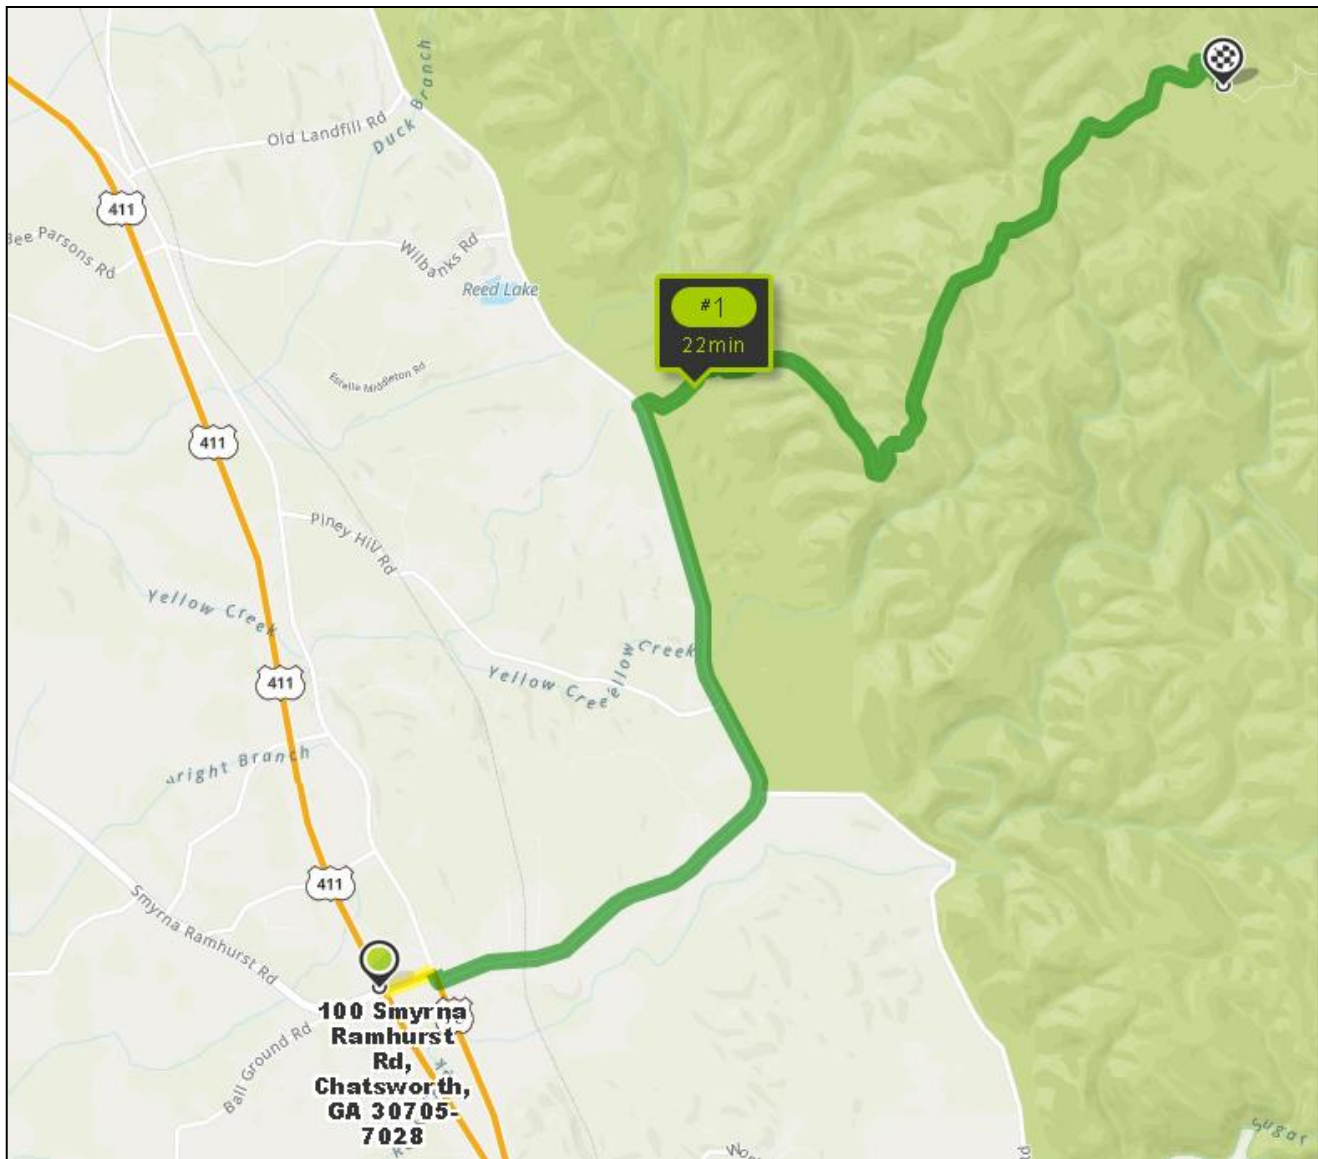 Old Landfill Rd
Duck Branch
411
Bee Parsons Rd
Wilbanks Rd
Reed Lake
#1
22min
Estelle Middleton Rd
411
Piney Hill Rd
Yellow Creek
Yellow Creek
Yellow Creek
411
Branch
411
Smyrna Ramhurst Rd
100 Smyrna
Ramhurst
Rd,
Chatsworth,
GA 30705-
7028
Ball Ground Rd
Sugar
Rd